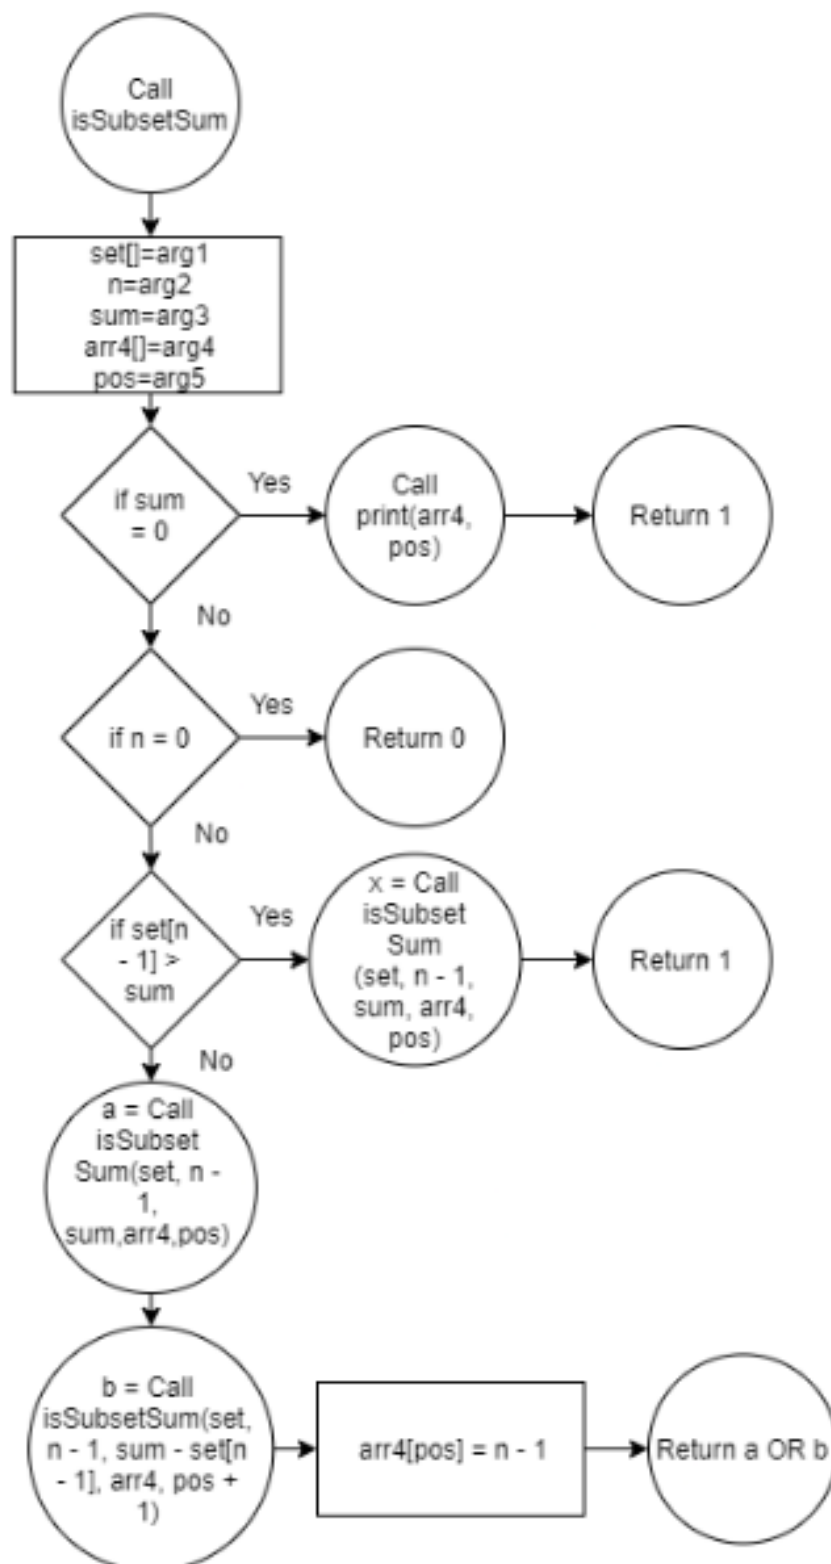 Call
isSubsetSum
set[]=arg1
n=arg2
sum=arg3
arr4[]=arg4
pos=arg5
if sum
= 0
Yes
Call
print(arr4,
pos)
Return 1
No
if n = 0
Yes
Return 0
No
if set[n
- 1] >
sum
Yes
x = Call
isSubset
Sum
(set, n - 1,
sum, arr4,
pos)
Return 1
No
a = Call
isSubset
Sum(set, n -
1,
sum,arr4,pos)
b = Call
isSubsetSum(set,
n - 1, sum - set[n
- 1], arr4, pos +
1)
arr4[pos] = n - 1
Return a OR b